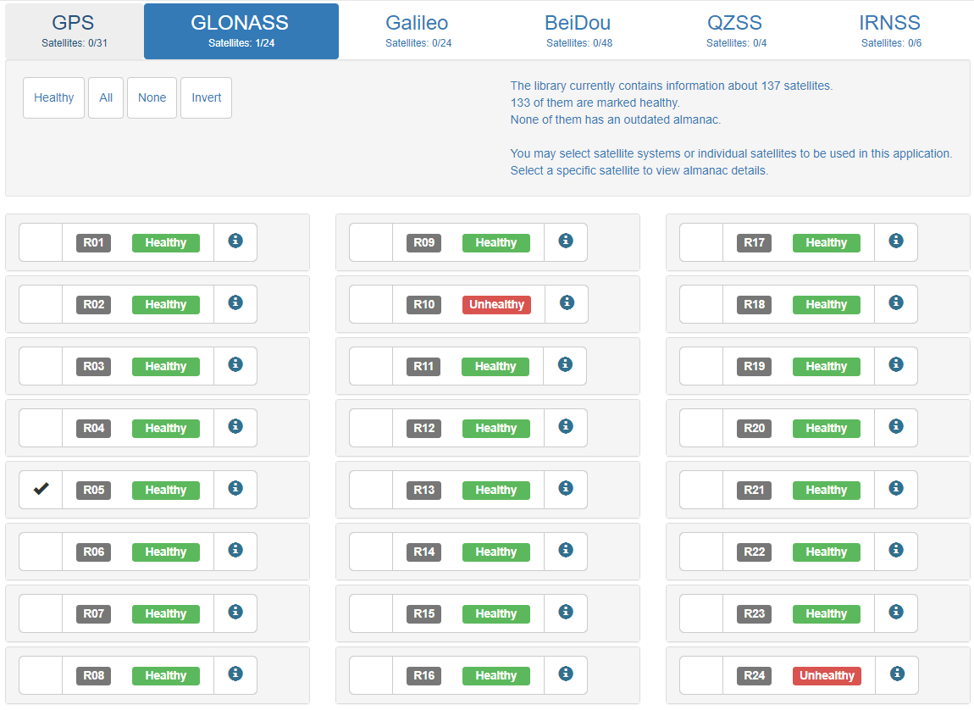 GPS
Satellites: 0/31
GLONASS
Satellites: 1/24
Galileo
Satellites: 0/24
BeiDou
Satellites: 0/48
QZSS
Satellites: 0/4
IRNSS
Satellites: 0/6
Healthy All None Invert
The library currently contains information about 137 satellites.
133 of them are marked healthy.
None of them has an outdated almanac.
You may select satellite systems or individual satellites to be used in this application.
Select a specific satellite to view almanac details.
R01 Healthy R09 Healthy R17 Healthy
R02 Healthy R10 Unhealthy R18 Healthy
R03 Healthy R11 Healthy R19 Healthy
R04 Healthy R12 Healthy R20 Healthy
R05 Healthy R13 Healthy R21 Healthy
R06 Healthy R14 Healthy R22 Healthy
R07 Healthy R15 Healthy R23 Healthy
R08 Healthy R16 Healthy R24 Unhealthy